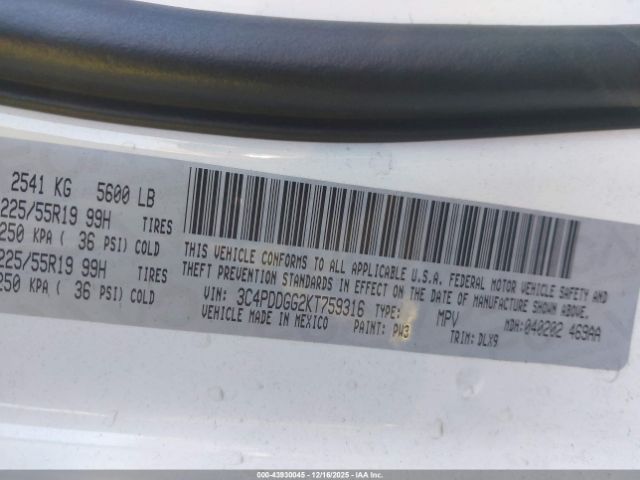 2541 KG 5600 LB
225/55R19 99H TIRES
250 KPA ( 36 PSI) COLD
225/55R19 99H TIRES
250 KPA ( 36 PSI) COLD
THIS VEHICLE CONFORMS TO ALL APPLICABLE U.S.A. FEDERAL MOTOR VEHICLE SAFETY AND
THEFT PREVENTION STANDARDS IN EFFECT ON THE DATE OF MANUFACTURE SHOWN ABOVE.
VIN: 3C4PDDGG2KT759316 TYPE: MPV MDH:040202 469AA
VEHICLE MADE IN MEXICO PAINT: PW3 TRIM: DLX9
000-43930045 - 12/16/2025 - IAA Inc.